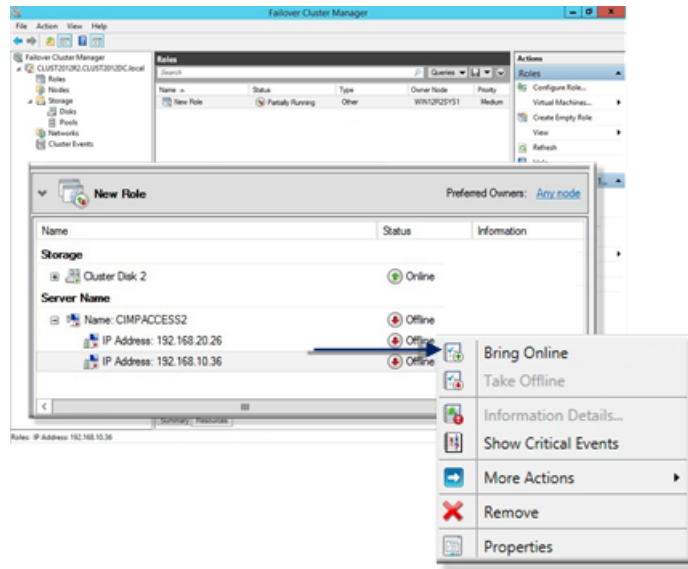 Failover Cluster Manager
File Action View Help
Failover Cluster Manager
CLUST2012R2.CLUST2012DC.local
Roles
Nodes
Storage
Disks
Pools
Networks
Cluster Events
Roles
Search
Queries
Name Status Type Owner Node Priority
New Role Partially Running Other WIN12R2SYS1 Medium
Actions
Roles
Configure Role...
Virtual Machines...
Create Empty Role
View
Refresh
New Role Preferred Owners: Any node
Name Status Information
Storage
Cluster Disk 2 Online
Server Name
Name: CIMPACCESS2 Offline
IP Address: 192.168.20.26 Offline
IP Address: 192.168.10.36 Offline
Bring Online
Take Offline
Information Details...
Show Critical Events
More Actions
Remove
Properties
Summary Resources
Roles: IP Address: 192.168.10.36